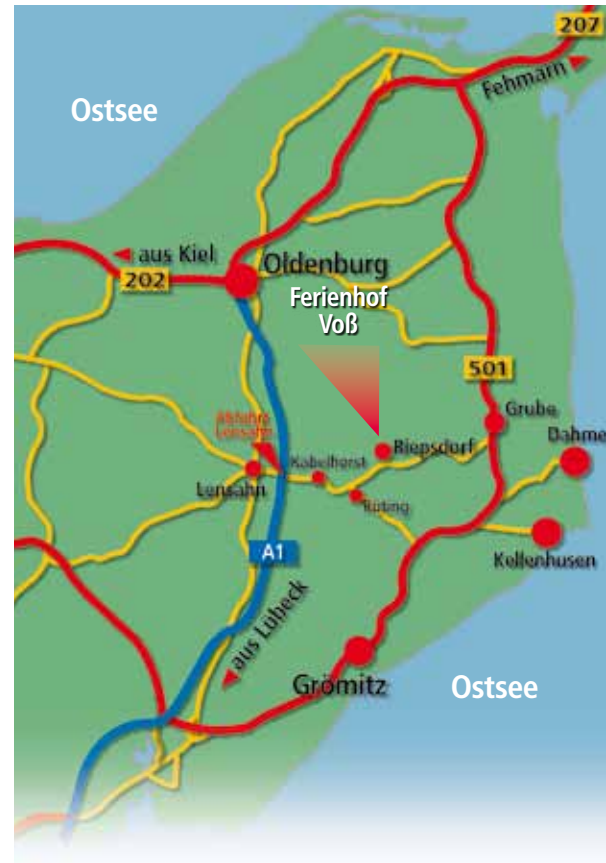 207
Fehmarn
Ostsee
aus Kiel
202
Oldenburg
Ferienhof
Voß
501
Grube
Dahme
Abfahrt
Lensahn
Riepsdorf
Kabelhorst
Lensahn
Rüting
Kellenhusen
A1
aus Lübeck
Grömitz
Ostsee